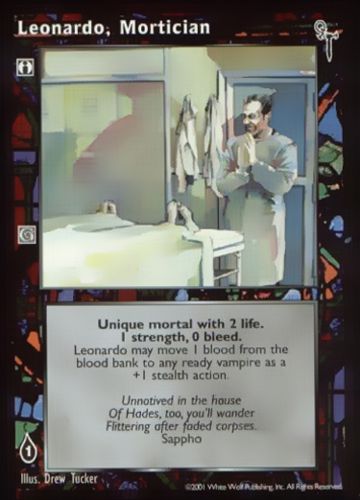 Leonardo, Mortician
Unique mortal with 2 life.
1 strength, 0 bleed.
Leonardo may move 1 blood from the
blood bank to any ready vampire as a
+1 stealth action.
Unnotived in the house
Of Hades, too, you'll wander
Flittering after faded corpses.
Sappho
1
Illus. Drew Tucker
©2001 White Wolf Publishing, Inc. All Rights Reserved.